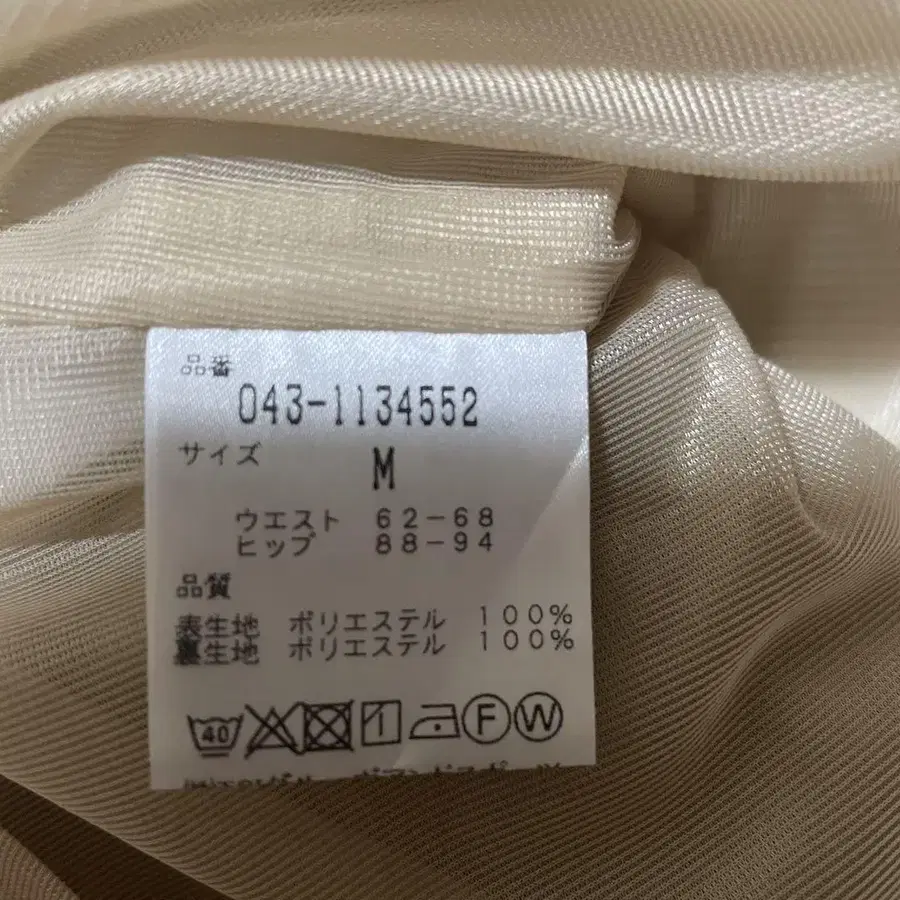 品番
043-1134552
サイズ
M
ウエスト 62-68
ヒップ 88-94
品質
表生地 ポリエステル 100%
裏生地 ポリエステル 100%
40 F W